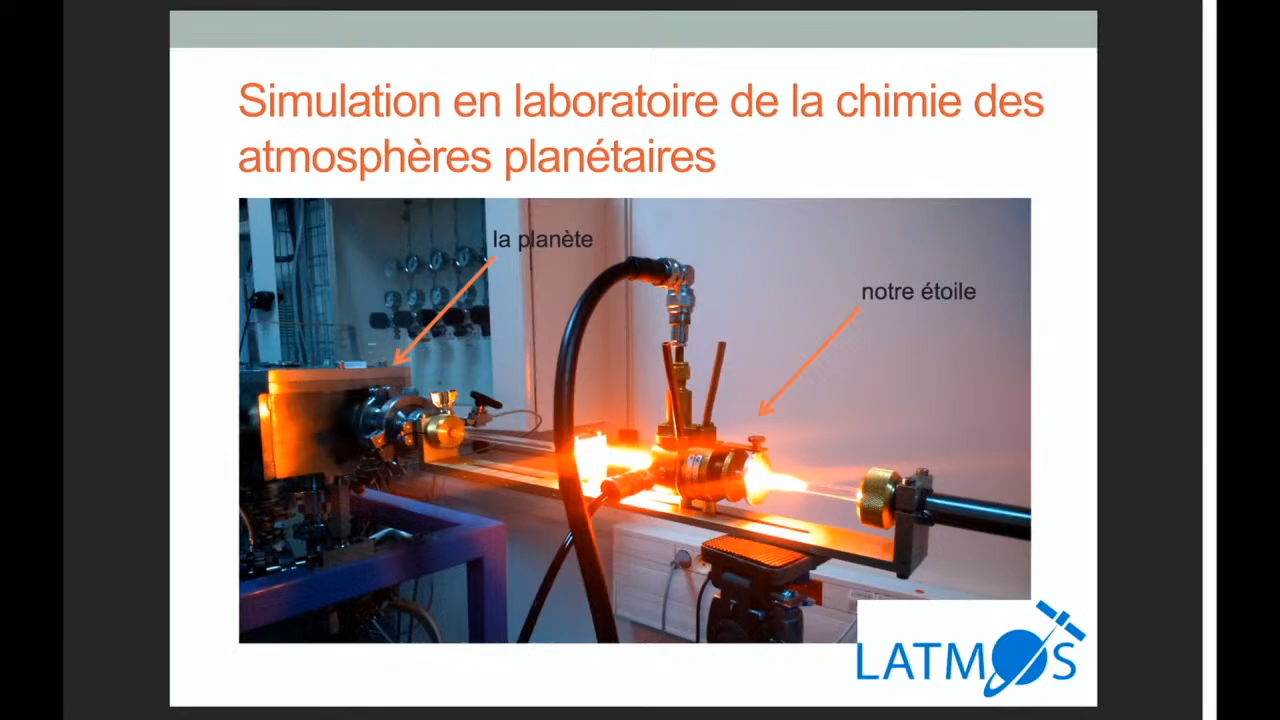 Simulation en laboratoire de la chimie des
atmosphères planétaires
la planète
notre étoile
LATMOS